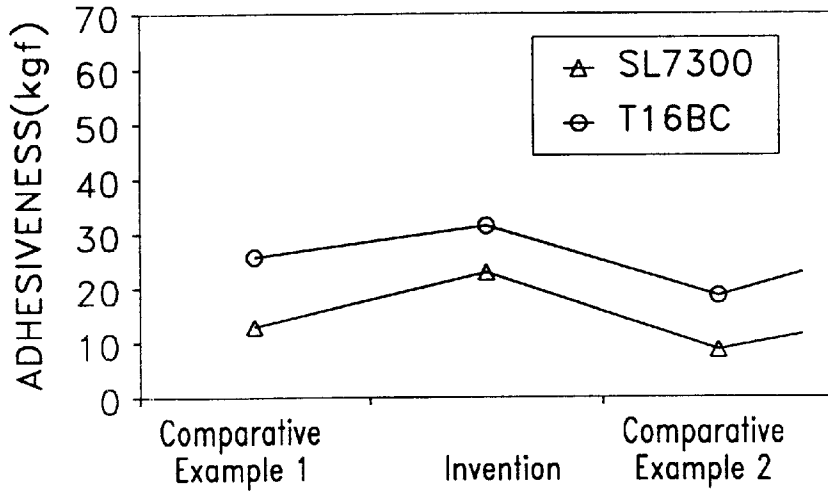 ADHESIVENESS(kgf)
70
60
50
40
30
20
10
0
SL7300
T16BC
Comparative
Example 1
Invention
Comparative
Example 2